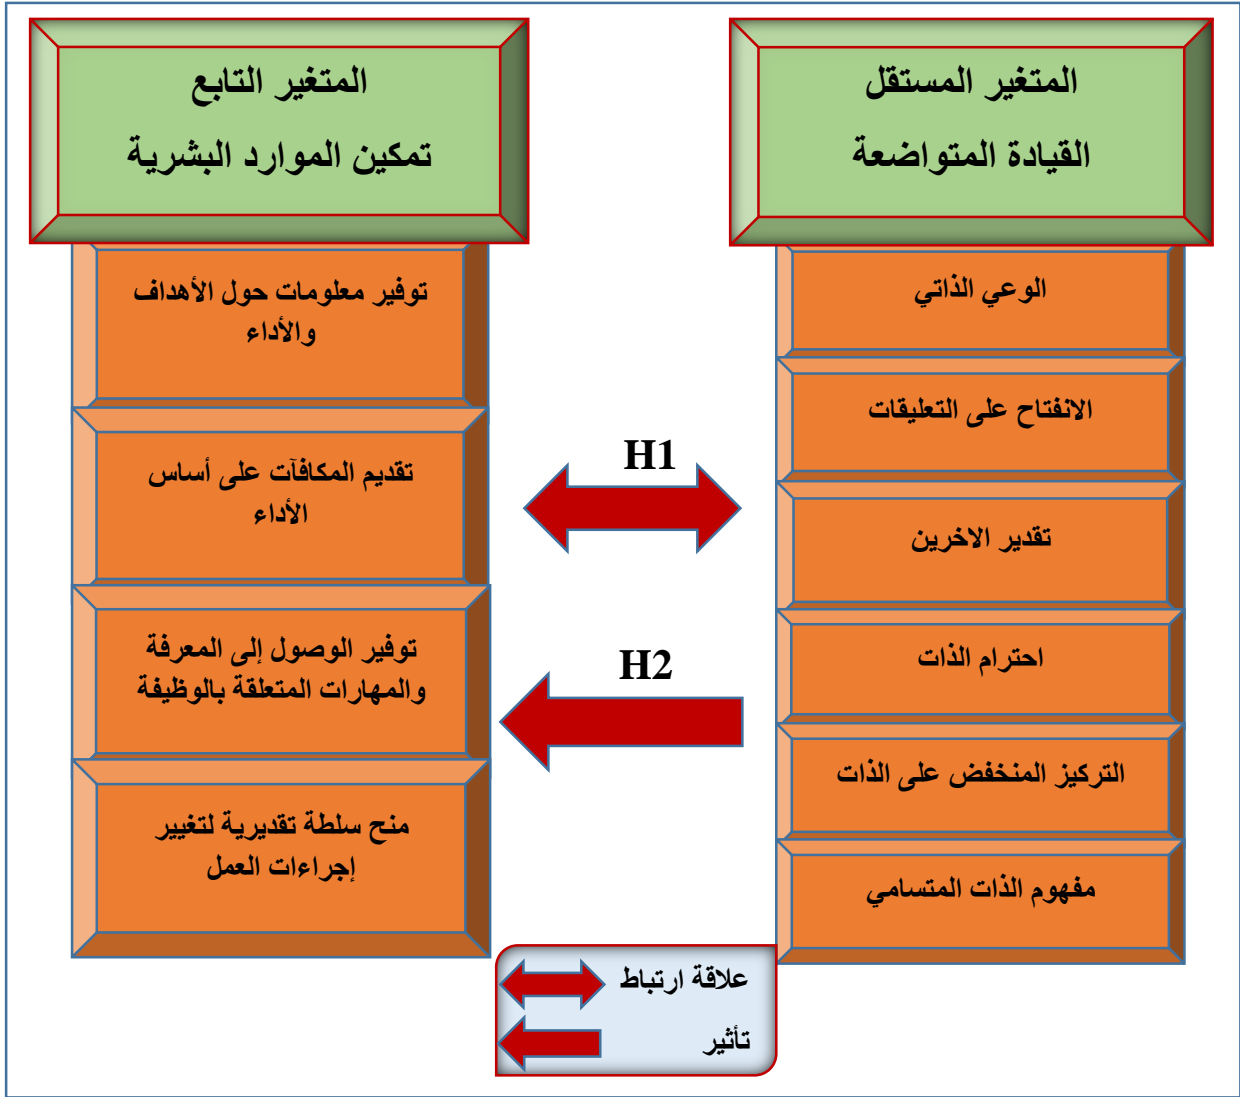 المتغير المستقل
القيادة المتواضعة
الوعي الذاتي
الانفتاح على التعليقات
تقدير الاخرين
احترام الذات
التركيز المنخفض على الذات
مفهوم الذات المتسامي
H1
H2
المتغير التابع
تمكين الموارد البشرية
توفير معلومات حول الأهداف
والأداء
تقديم المكافآت على أساس
الأداء
توفير الوصول إلى المعرفة
والمهارات المتعلقة بالوظيفة
منح سلطة تقديرية لتغيير
إجراءات العمل
علاقة ارتباط
تأثير